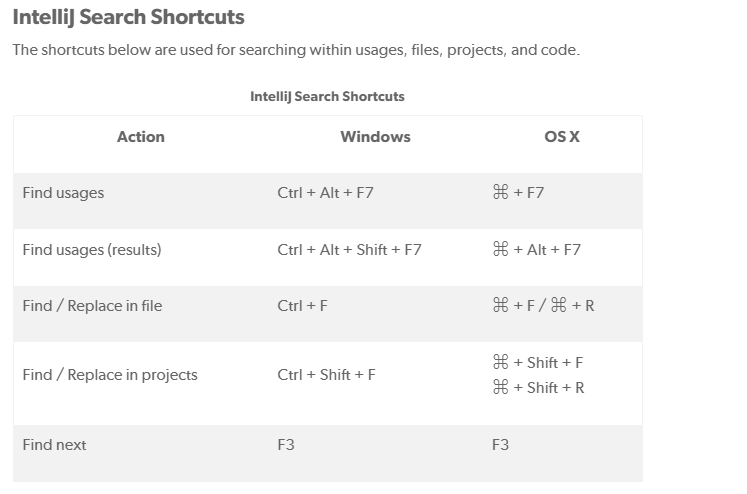 IntelliJ Search Shortcuts
The shortcuts below are used for searching within usages, files, projects, and code.
IntelliJ Search Shortcuts
Action Windows OS X
Find usages Ctrl + Alt + F7 ⌘ + F7
Find usages (results) Ctrl + Alt + Shift + F7 ⌘ + Alt + F7
Find / Replace in file Ctrl + F ⌘ + F / ⌘ + R
Find / Replace in projects Ctrl + Shift + F ⌘ + Shift + F
⌘ + Shift + R
Find next F3 F3